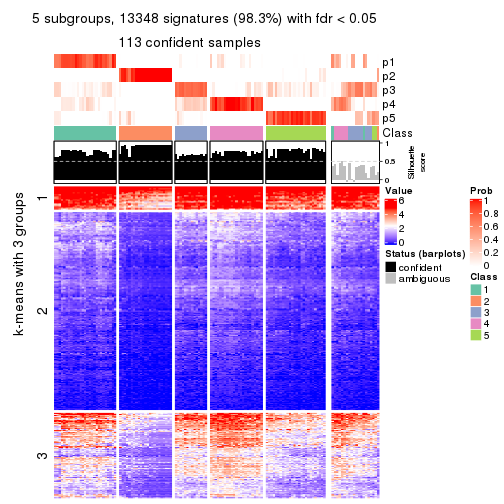 5 subgroups, 13348 signatures (98.3%) with fdr < 0.05
113 confident samples
p1
p2
p3
p4
p5
Class
1
0.5
0
Silhouette
score
k-means with 3 groups
1
2
3
Value
6
4
2
0
Status (barplots)
confident
ambiguous
Prob
1
0.8
0.6
0.4
0.2
0
Class
1
2
3
4
5